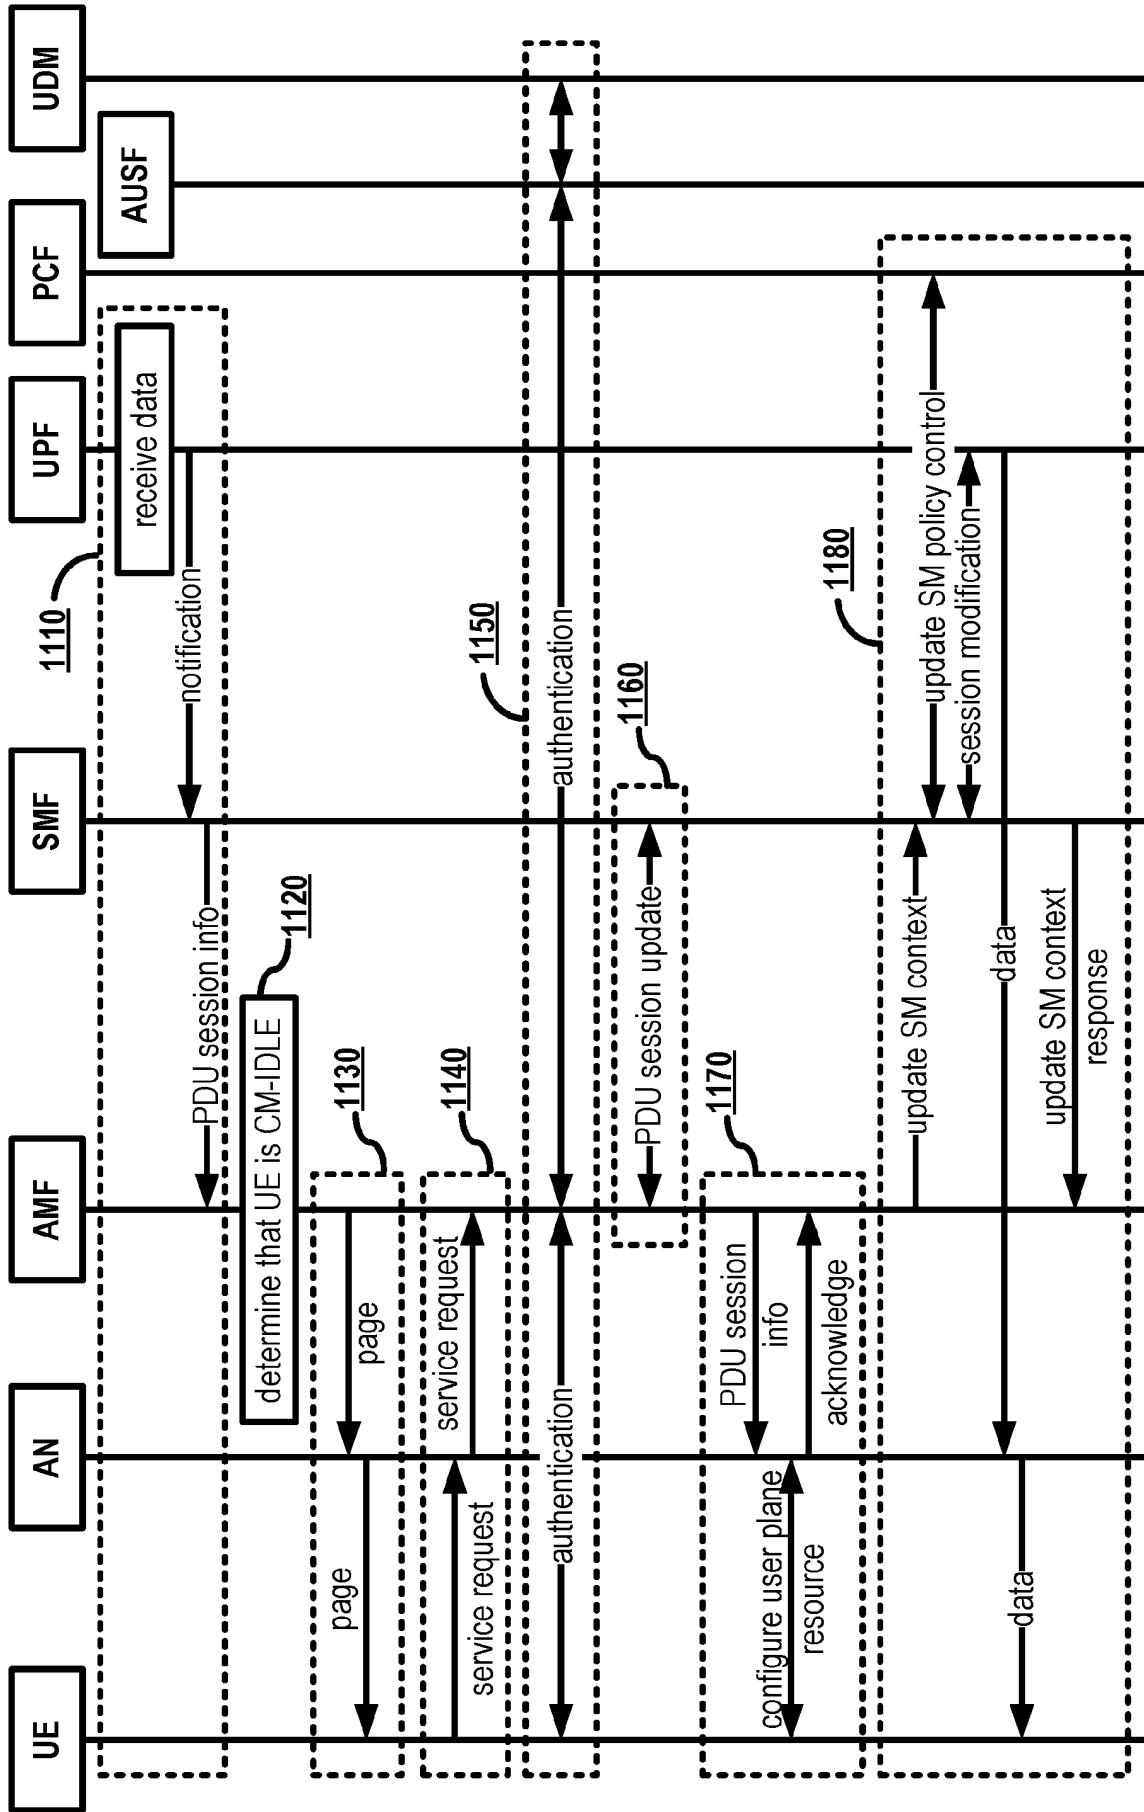 UE
AN
AMF
SMF
UPF
PCF
AUSF
UDM
1110
receive data
notification
PDU session info
determine that UE is CM-IDLE
1120
page
page
1130
service request
service request
1140
authentication
authentication
1150
PDU session update
1160
PDU session
info
configure user plane
resource
acknowledge
1170
1180
update SM context
update SM policy control
session modification
data
data
update SM context
response